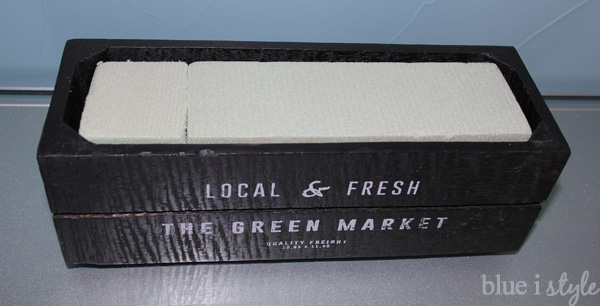 LOCAL & FRESH
THE GREEN MARKET
QUALITY FREIGHT
blue i style